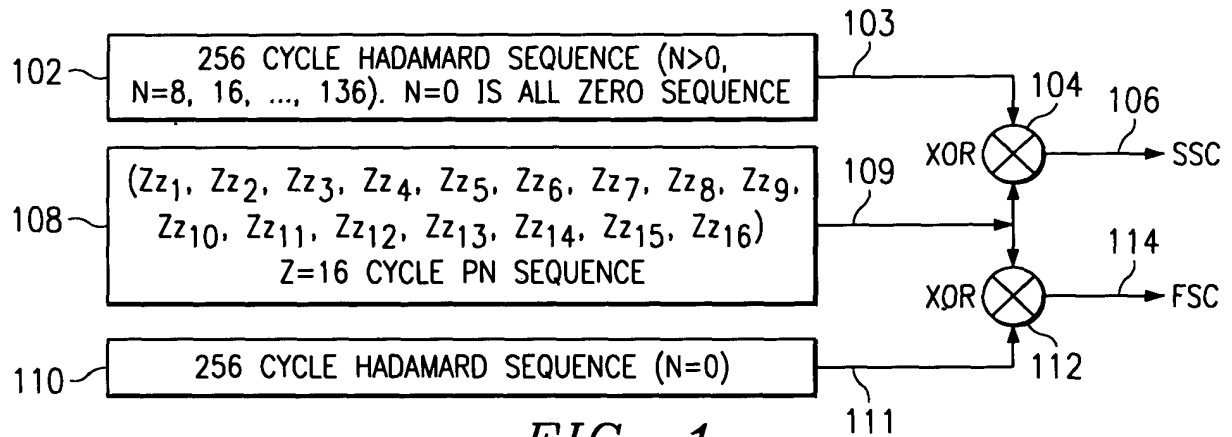 103
102
256 CYCLE HADAMARD SEQUENCE (N>0,
N=8, 16, ..., 136). N=0 IS ALL ZERO SEQUENCE
104
106
XOR
SSC
108
(Zz1, Zz2, Zz3, Zz4, Zz5, Zz6, Zz7, Zz8, Zz9,
Zz10, Zz11, Zz12, Zz13, Zz14, Zz15, Zz16)
Z=16 CYCLE PN SEQUENCE
109
114
XOR
FSC
112
110
256 CYCLE HADAMARD SEQUENCE (N=0)
111
FIG. 1